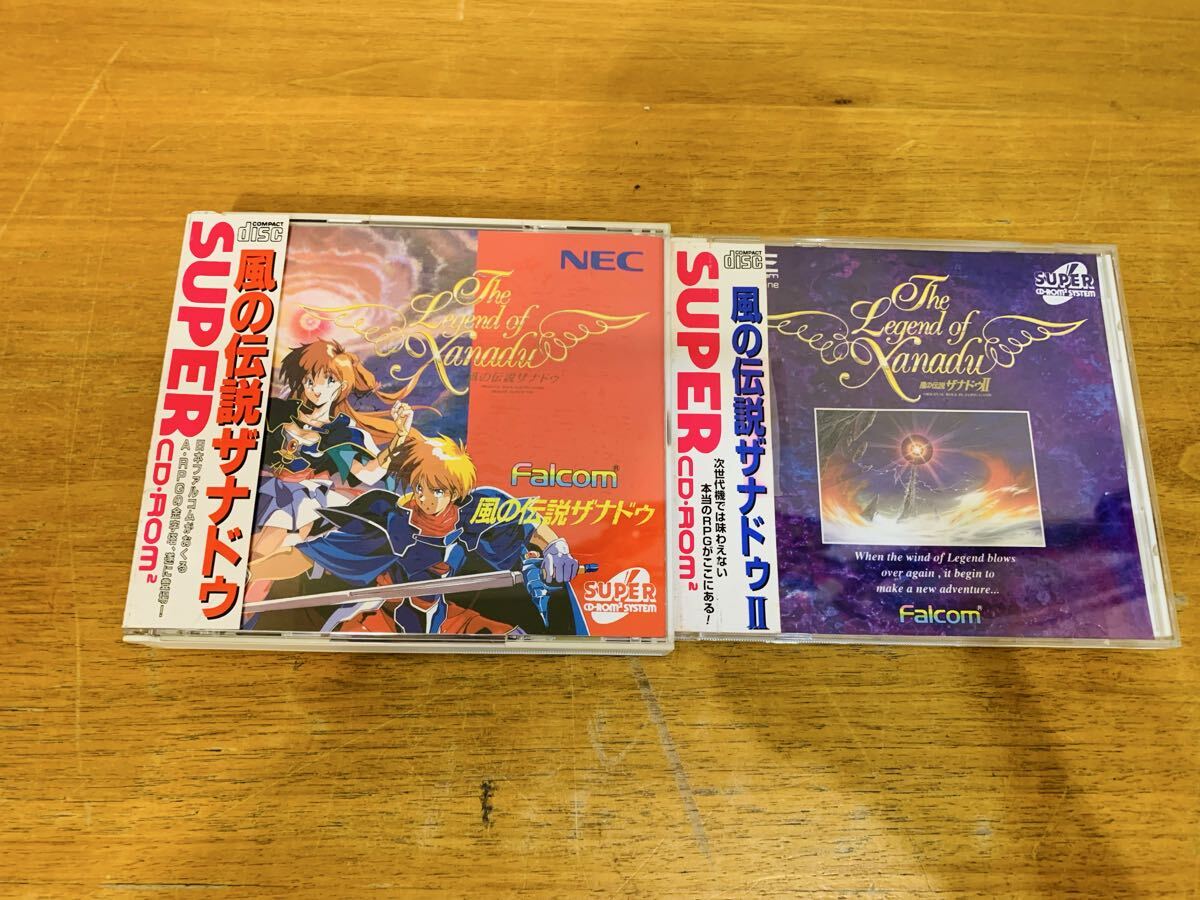 COMPACT
disc
SUPER
CD-ROM²
風の伝説ザナドゥ
NEC
The
Legend of
Xanadu
風の伝説ザナドゥ
Falcom®
風の伝説ザナドゥ
SUPER
CD-ROM² SYSTEM
COMPACT
disc
SUPER
CD-ROM²
風の伝説ザナドゥII
次世代機では味わえない
本当のRPGがここにある!
SUPER
CD-ROM² SYSTEM
The
Legend of
Xanadu
風の伝説ザナドゥII
When the wind of Legend blows
over again , it begin to
make a new adventure...
Falcom®